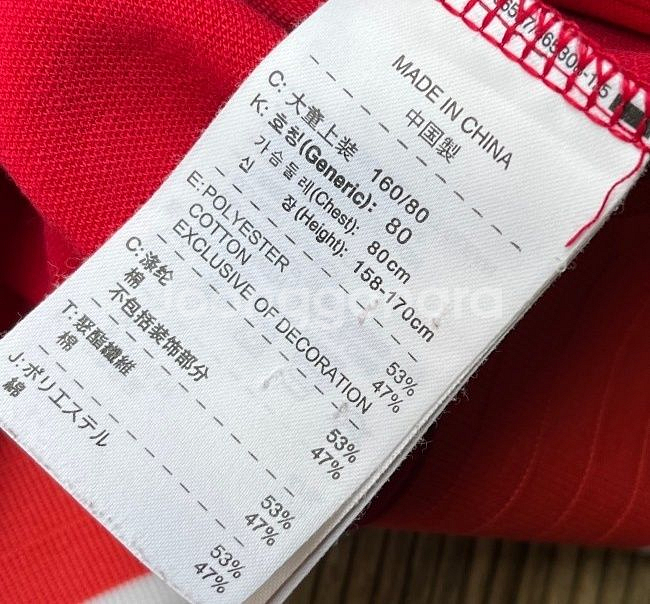 MADE IN CHINA
中国製
C: 大童上装 160/80
K: 호칭(Generic): 80
가슴둘레(Chest): 80cm
신 장(Height): 158-170cm
E: POLYESTER 53%
COTTON 47%
EXCLUSIVE OF DECORATION
C: 涤纶 53%
棉 47%
不包括装饰部分
T: 聚酯纖維 53%
棉 47%
J: ポリエステル 53%
綿 47%